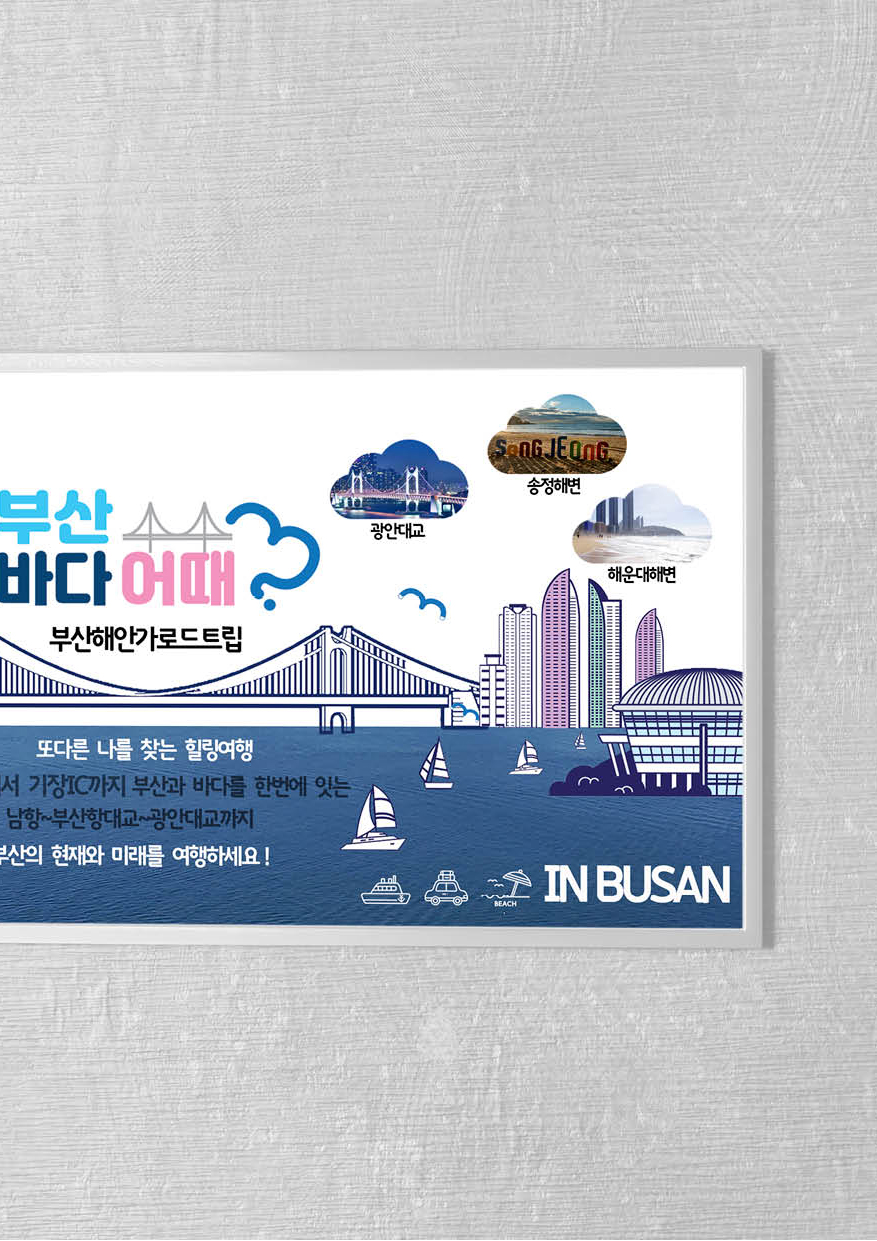 부산
바다 어때?
부산해안가로드트립
광안대교
SonG JEonG
송정해변
해운대해변
또다른 나를 찾는 힐링여행
서 기장IC까지 부산과 바다를 한번에 잇는
남항~부산항대교~광안대교까지
부산의 현재와 미래를 여행하세요!
BEACH
IN BUSAN